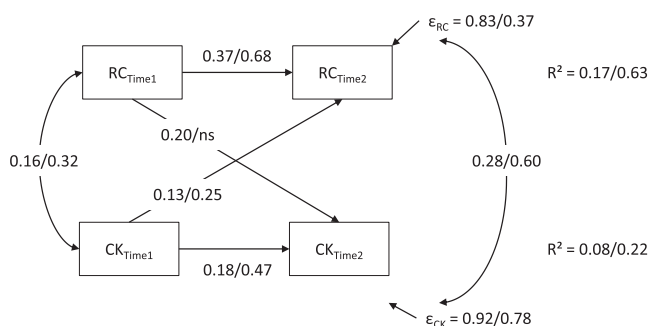 ε_RC = 0.83/0.37
0.37/0.68
RC_Time1
RC_Time2
R² = 0.17/0.63
0.20/ns
0.16/0.32
0.28/0.60
0.13/0.25
CK_Time1
CK_Time2
R² = 0.08/0.22
0.18/0.47
ε_CK = 0.92/0.78